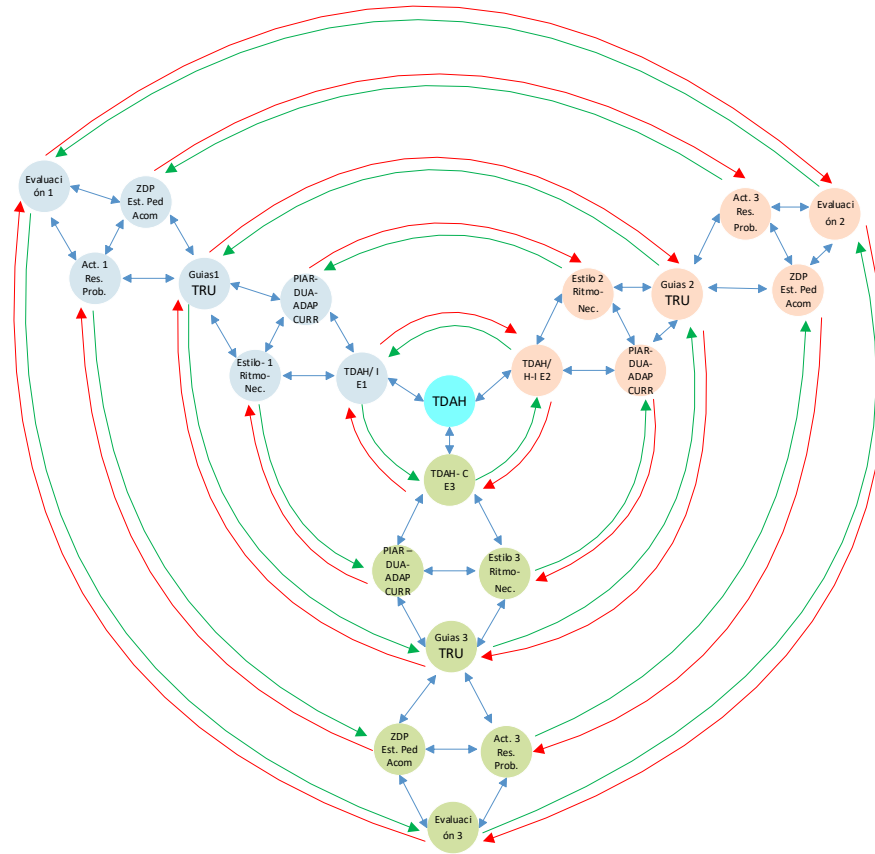 Evaluaci
ón 1
ZDP
Est. Ped
Acom
Act. 1
Res.
Prob.
Guias1
TRU
PIAR-
DUA-
ADAP
CURR
Estilo- 1
Ritmo-
Nec.
TDAH/ I
E1
TDAH
TDAH/
H-I E2
Estilo 2
Ritmo-
Nec.
PIAR-
DUA-
ADAP
CURR
Guias 2
TRU
Act. 3
Res.
Prob.
Evaluaci
ón 2
ZDP
Est. Ped
Acom
TDAH- C
E3
PIAR –
DUA-
ADAP
CURR
Estilo 3
Ritmo-
Nec.
Guias 3
TRU
ZDP
Est. Ped
Acom
Act. 3
Res.
Prob.
Evaluaci
ón 3